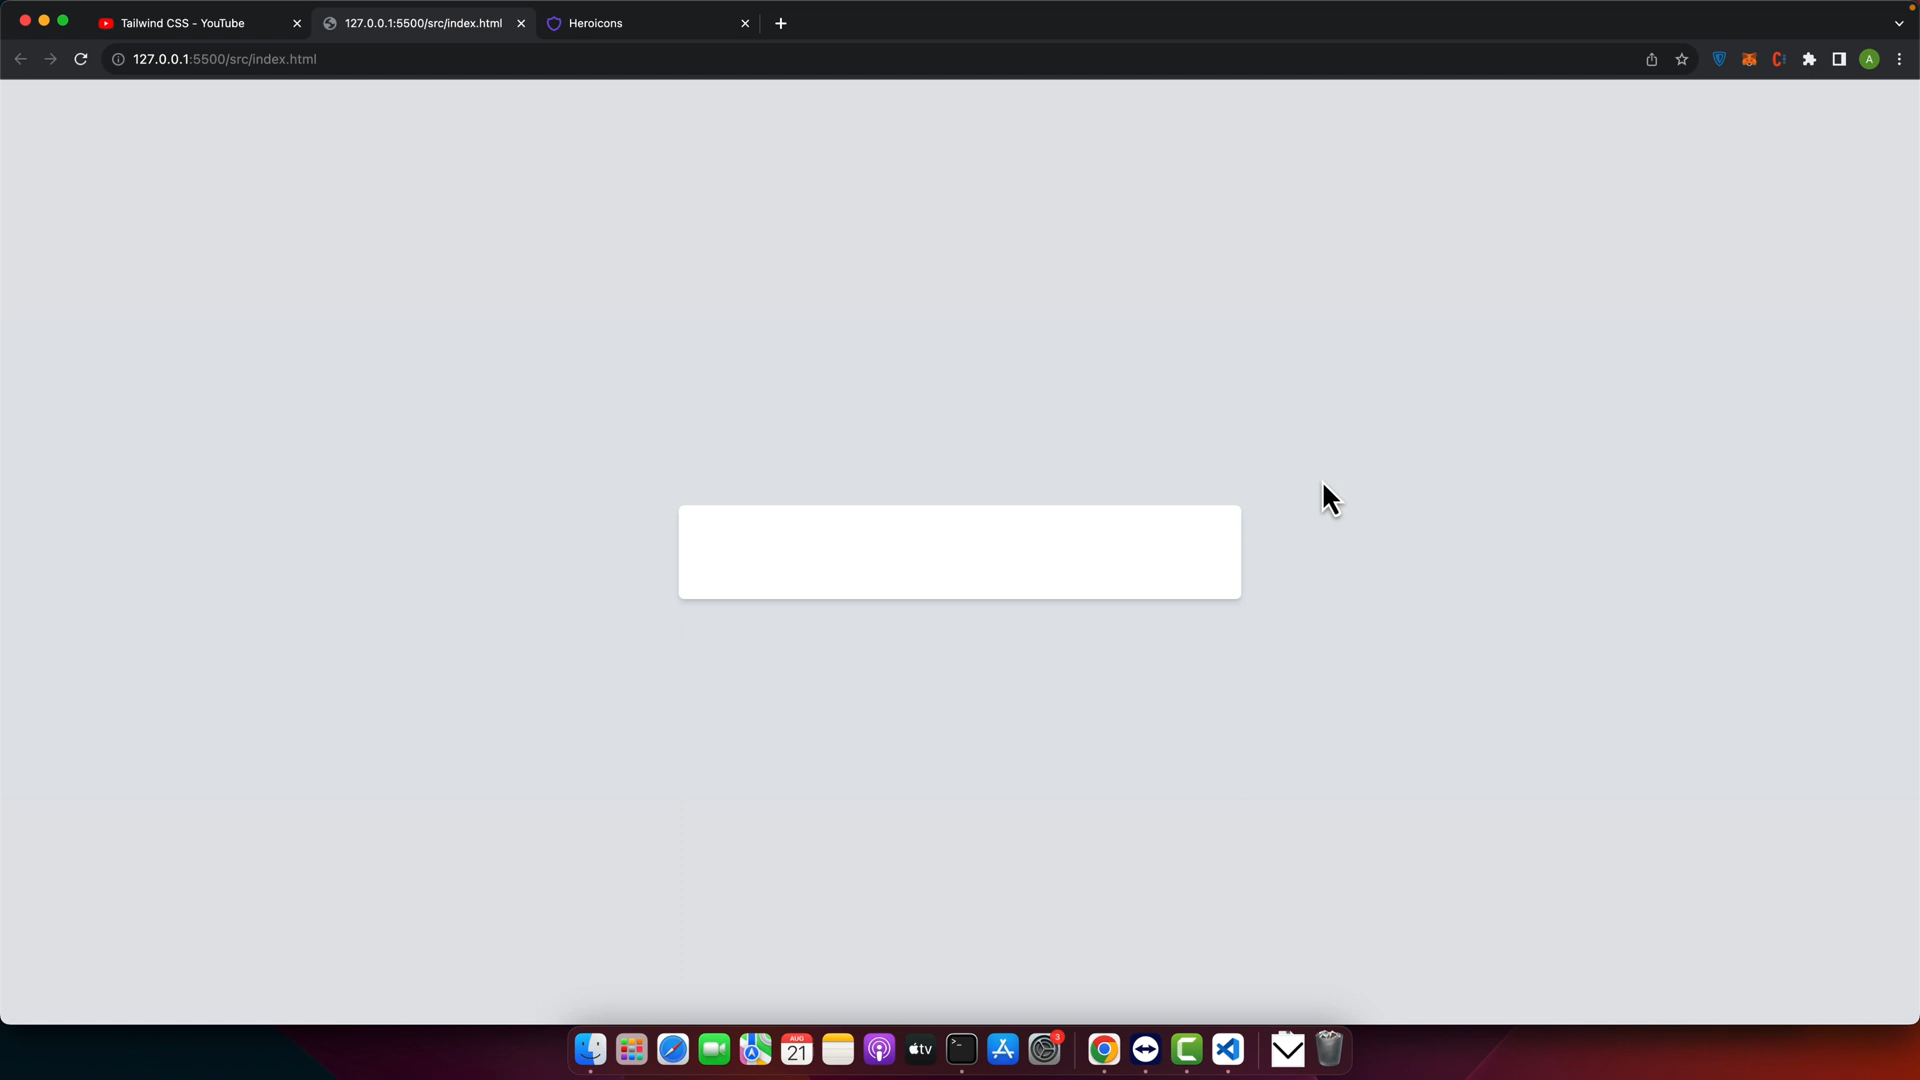 Tailwind CSS - YouTube
127.0.0.1:5500/src/index.html
Heroicons
127.0.0.1:5500/src/index.html
A
AUG
21
tv
>_
3